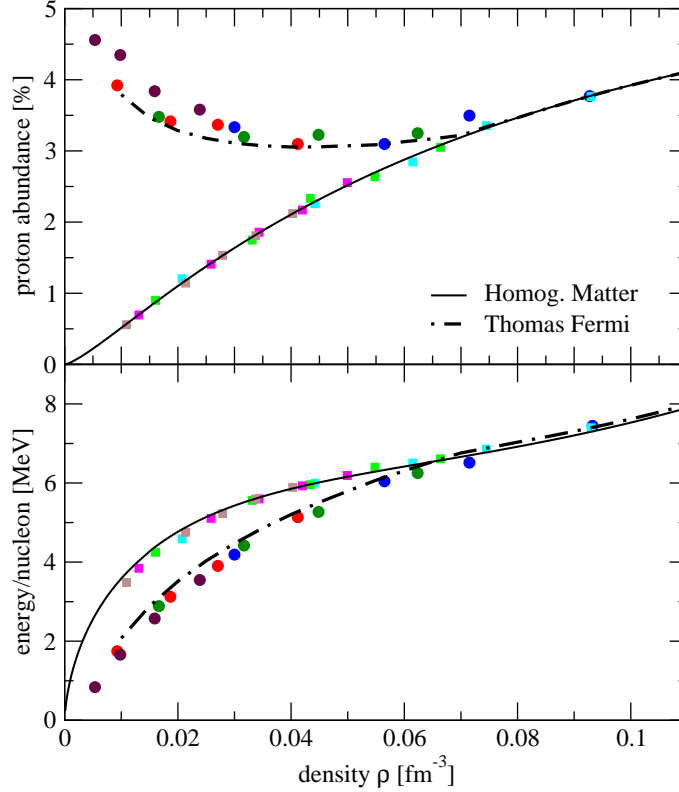 5
4
3
2
1
0
proton abundance [%]
Homog. Matter
Thomas Fermi
8
6
4
2
0
energy/nucleon [MeV]
0 0.02 0.04 0.06 0.08 0.1
density ρ [fm⁻³]